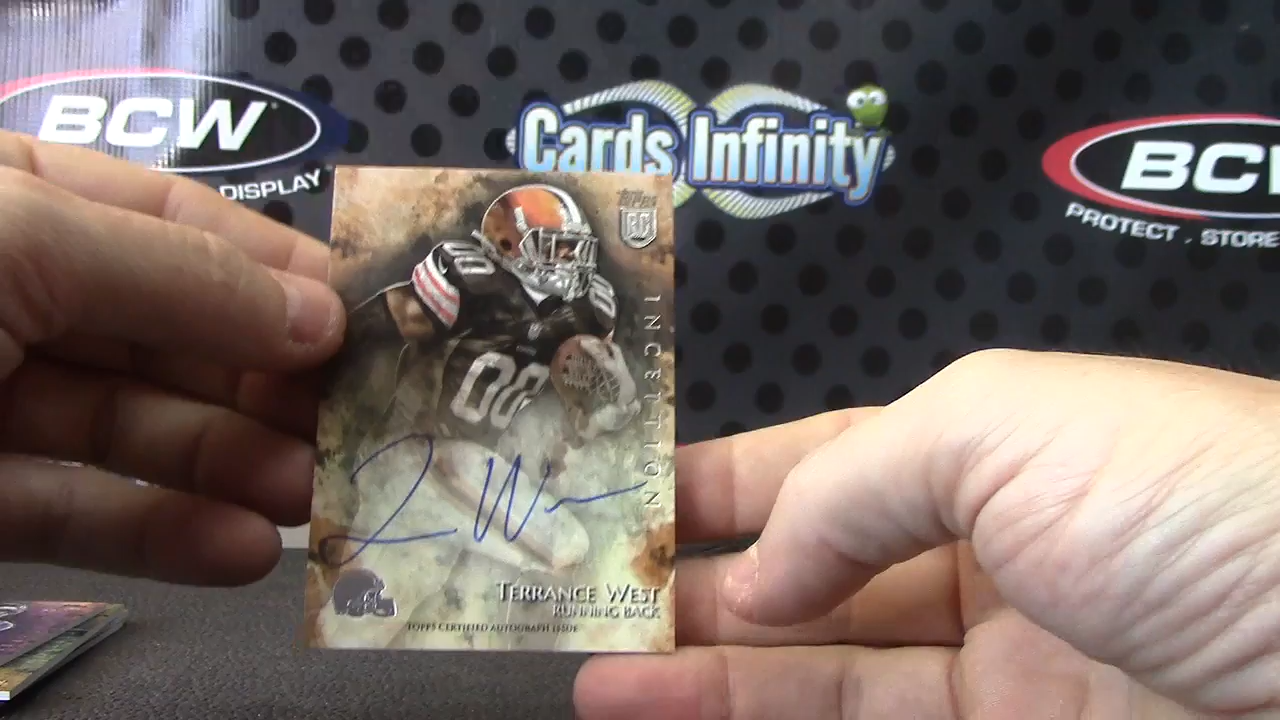 BCW
DISPLAY
Cards Infinity
BCW
PROTECT . STORE
TOPPS
RC
00
00
INCEPTION
TERRANCE WEST
RUNNING BACK
TOPPS CERTIFIED AUTOGRAPH ISSUE